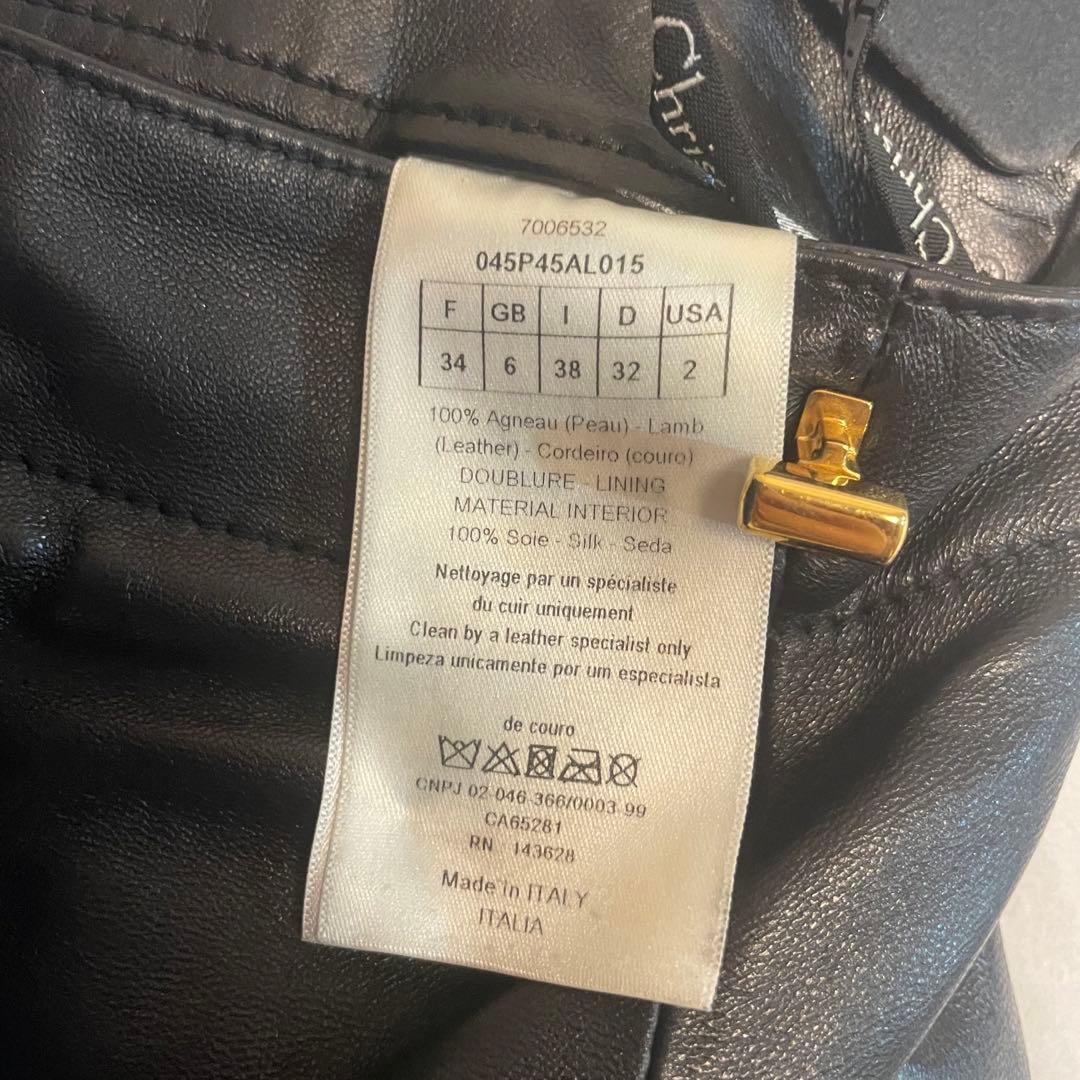 Chris
Chris
7006532
045P45AL015
F GB I D USA
34 6 38 32 2
100% Agneau (Peau) - Lamb
(Leather) - Cordeiro (couro)
DOUBLURE - LINING
MATERIAL INTERIOR
100% Soie - Silk - Seda
Nettoyage par un spécialiste
du cuir uniquement
Clean by a leather specialist only
Limpeza unicamente por um especialista
de couro
CNPJ 02 046 366/0003 99
CA65281
RN 143628
Made in ITALY
ITALIA